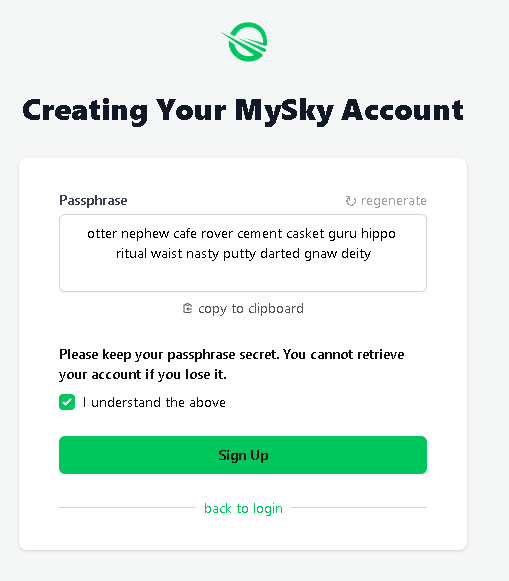 Creating Your MySky Account
Passphrase
regenerate
otter nephew cafe rover cement casket guru hippo
ritual waist nasty putty darted gnaw deity
copy to clipboard
Please keep your passphrase secret. You cannot retrieve
your account if you lose it.
I understand the above
Sign Up
back to login